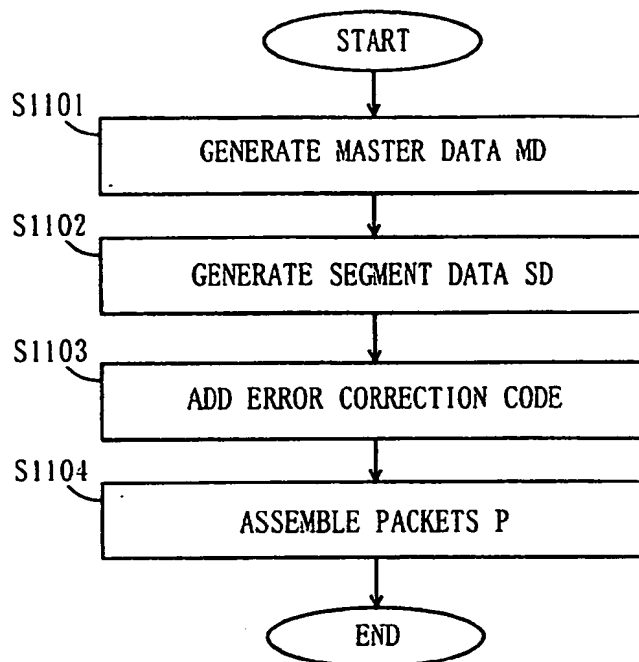 START
S1101
GENERATE MASTER DATA MD
S1102
GENERATE SEGMENT DATA SD
S1103
ADD ERROR CORRECTION CODE
S1104
ASSEMBLE PACKETS P
END